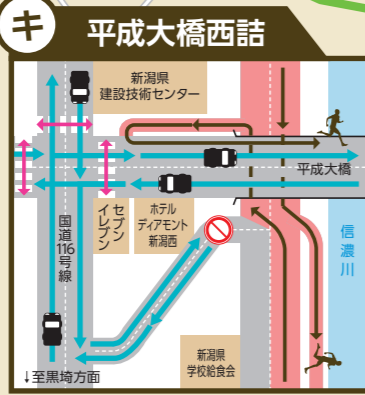 キ
平成大橋西詰
新潟県
建設技術センター
平成大橋
国道116号線
セブン
イレブン
ホテル
ディアモント
新潟西
信濃川
新潟県
学校給食会
↓至黒埼方面